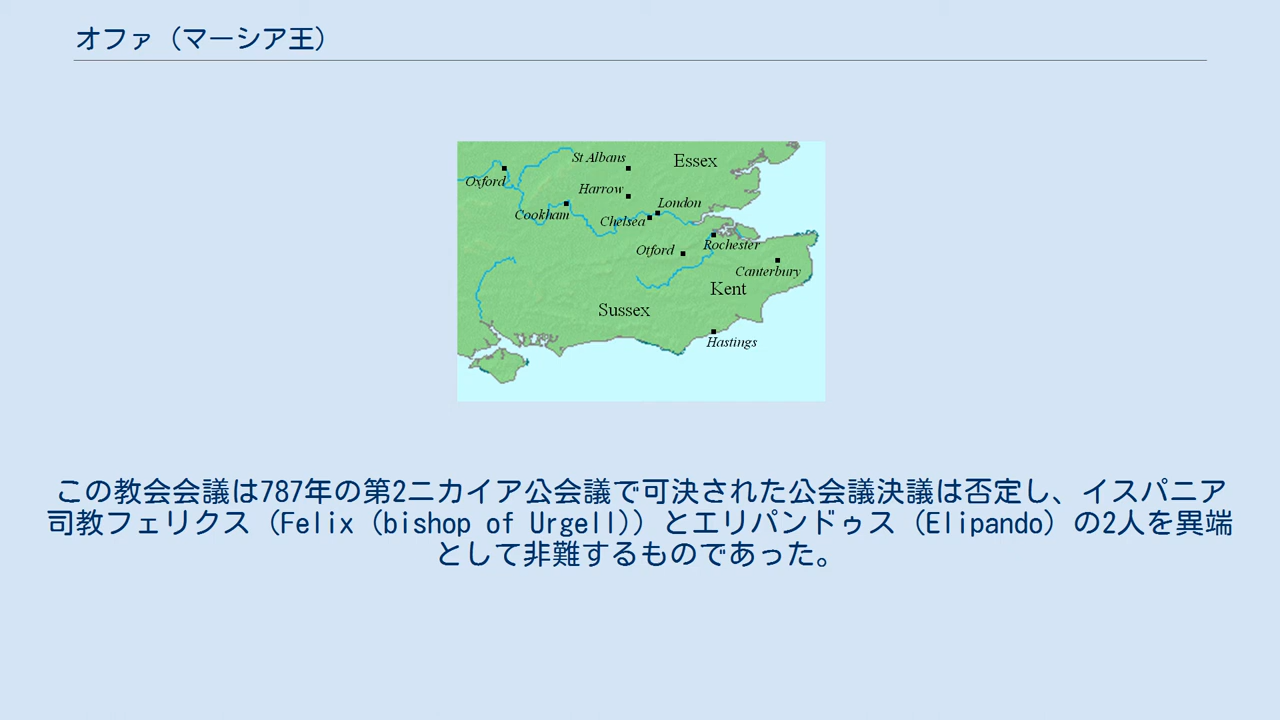 オファ（マーシア王）
St Albans
Essex
Oxford
Harrow
London
Cookham
Chelsea
Rochester
Otford
Canterbury
Kent
Sussex
Hastings
この教会会議は787年の第2ニカイア公会議で可決された公会議決議は否定し、イスパニア
司教フェリクス（Felix（bishop of Urgell））とエリパンドゥス（Elipando）の2人を異端
として非難するものであった。